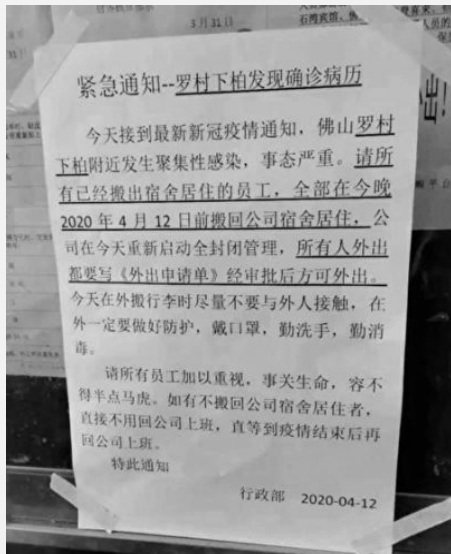 3月31日
紧急通知--罗村下柏发现确诊病历
今天接到最新新冠疫情通知，佛山罗村
下柏附近发生聚集性感染，事态严重。请所
有已经搬出宿舍居住的员工，全部在今晚
2020年4月12日前搬回公司宿舍居住，公
司在今天重新启动全封闭管理，所有人外出
都要写《外出申请单》经审批后方可外出。
今天在外搬行李时尽量不要与外人接触，在
外一定要做好防护，戴口罩，勤洗手，勤消
毒。
请所有员工加以重视，事关生命，容不
得半点马虎。如有不搬回公司宿舍居住者，
直接不用回公司上班，直等到疫情结束后再
回公司上班。
特此通知
行政部 2020-04-12